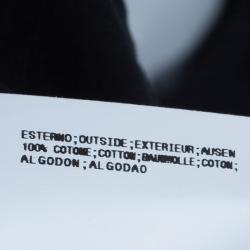 ESTERNO;OUTSIDE;EXTERIEUR;AUSEN
100% COTONE;COTTON;BAUMWOLLE;COTON;
ALGODON;ALGODAO